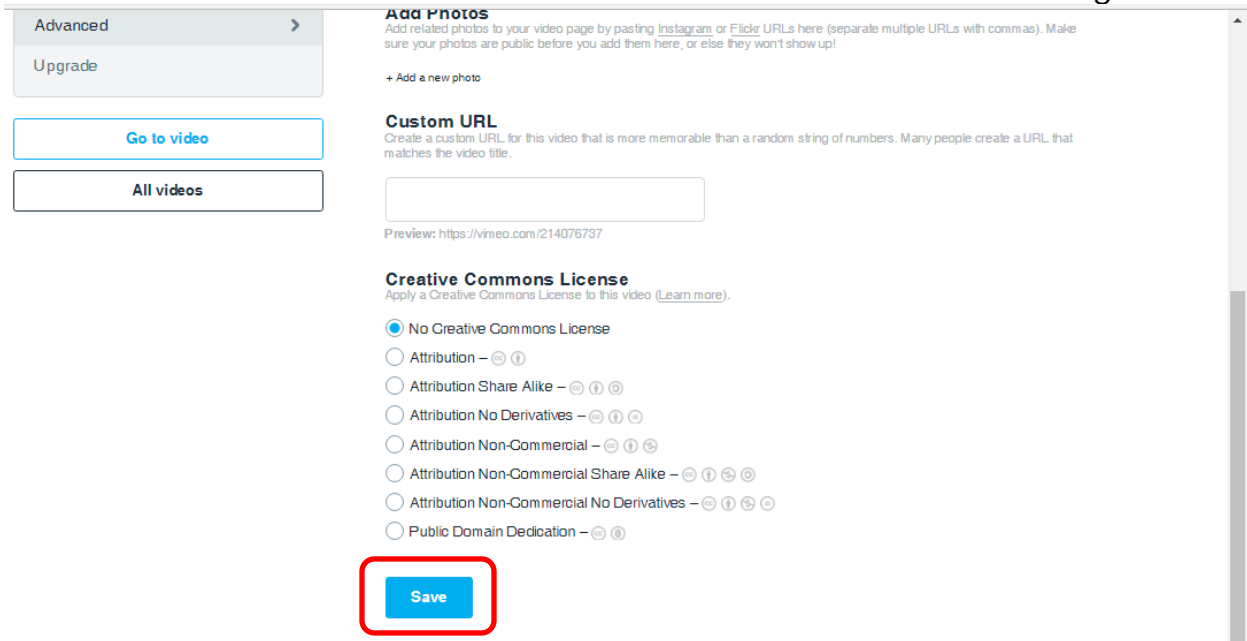 Advanced
Upgrade
Go to video
All videos
Add Photos
Add related photos to your video page by pasting Instagram or Flickr URLs here (separate multiple URLs with commas). Make
sure your photos are public before you add them here, or else they won't show up!
+ Add a new photo
Custom URL
Create a custom URL for this video that is more memorable than a random string of numbers. Many people create a URL that
matches the video title.
Preview: https://vimeo.com/214076737
Creative Commons License
Apply a Creative Commons License to this video (Learn more).
No Creative Commons License
Attribution –
Attribution Share Alike –
Attribution No Derivatives –
Attribution Non-Commercial –
Attribution Non-Commercial Share Alike –
Attribution Non-Commercial No Derivatives –
Public Domain Dedication –
Save